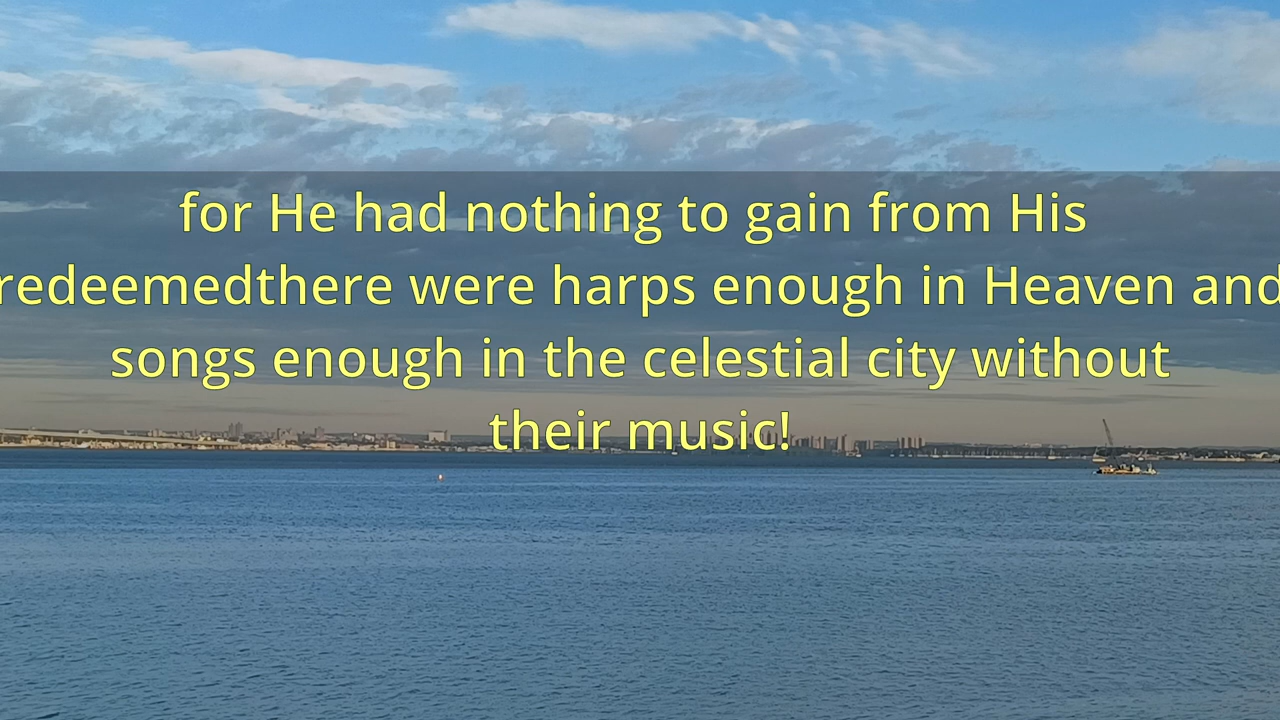 for He had nothing to gain from His
redeemedthere were harps enough in Heaven and
songs enough in the celestial city without
their music!